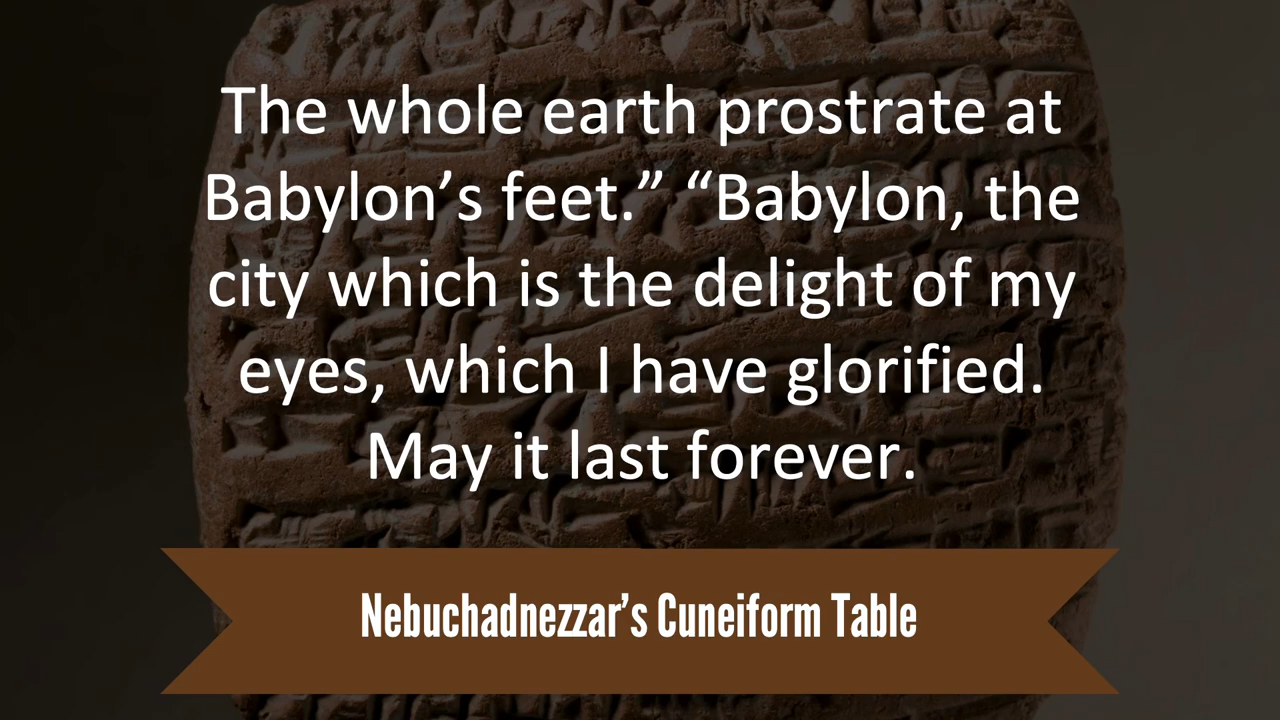 The whole earth prostrate at
Babylon’s feet.” “Babylon, the
city which is the delight of my
eyes, which I have glorified.
May it last forever.
Nebuchadnezzar’s Cuneiform Table